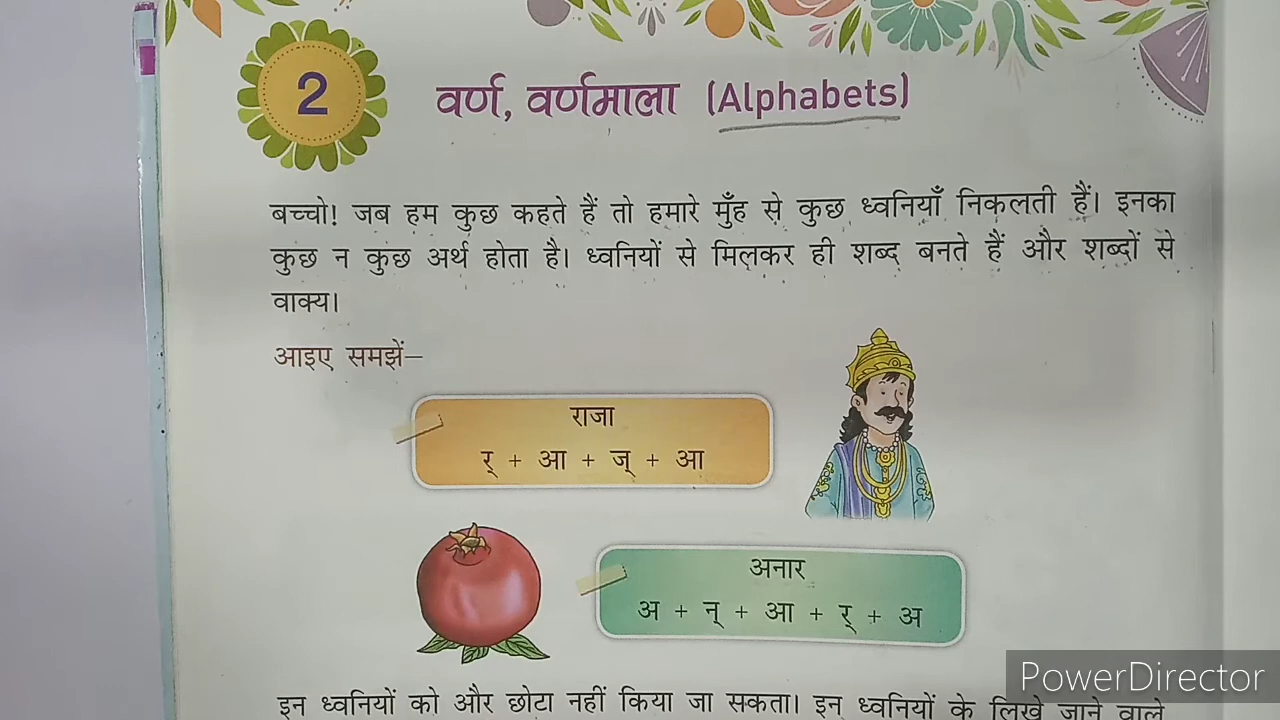 2
वर्ण, वर्णमाला (Alphabets)
बच्चो! जब हम कुछ कहते हैं तो हमारे मुँह से कुछ ध्वनियाँ निकलती हैं। इनका
कुछ न कुछ अर्थ होता है। ध्वनियों से मिलकर ही शब्द बनते हैं और शब्दों से
वाक्य।
आइए समझें–
राजा
र् + आ + ज् + आ
अनार
अ + न् + आ + र् + अ
इन ध्वनियों को और छोटा नहीं किया जा सकता। इन ध्वनियों के लिखे जाने वाले
PowerDirector